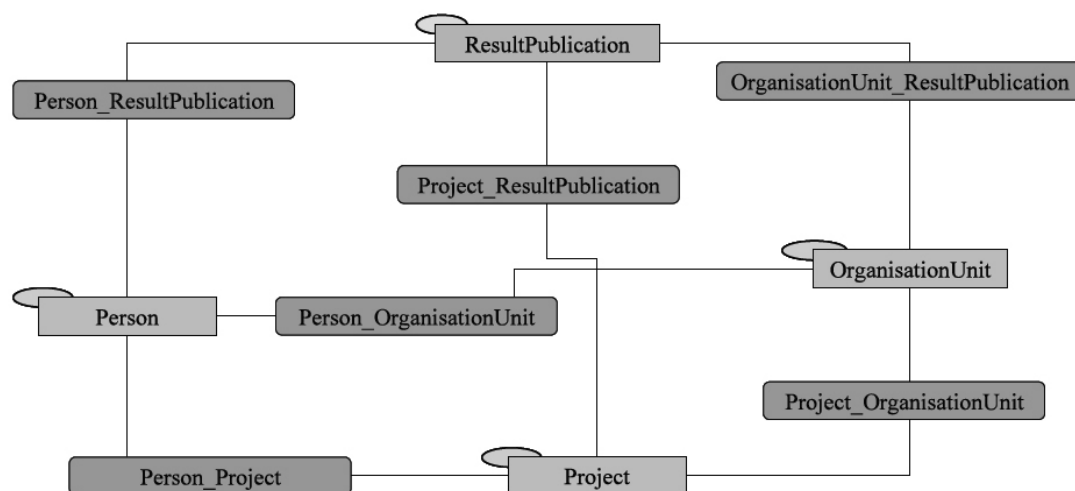 ResultPublication
Person_ResultPublication
OrganisationUnit_ResultPublication
Project_ResultPublication
OrganisationUnit
Person
Person_OrganisationUnit
Project_OrganisationUnit
Person_Project
Project